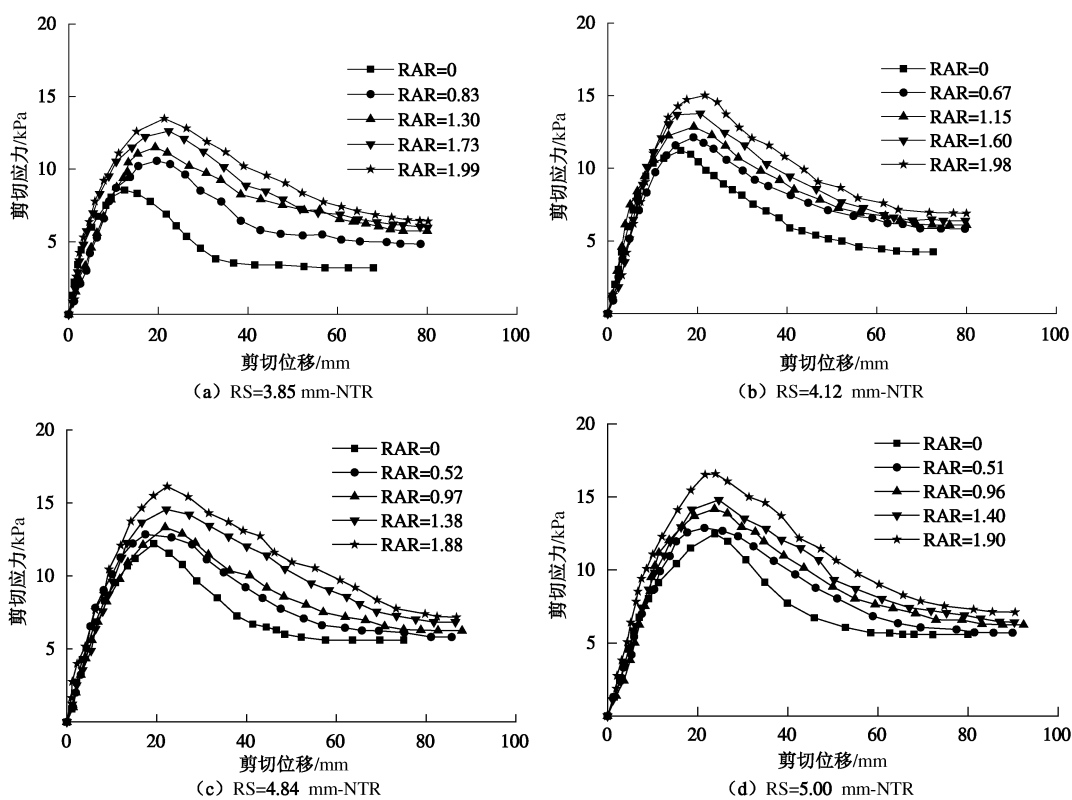 20
15
10
5
0 20 40 60 80 100
剪切应力/kPa
剪切位移/mm
RAR=0
RAR=0.83
RAR=1.30
RAR=1.73
RAR=1.99
（a）RS=3.85 mm-NTR
20
15
10
5
0 20 40 60 80 100
剪切应力/kPa
剪切位移/mm
RAR=0
RAR=0.67
RAR=1.15
RAR=1.60
RAR=1.98
（b）RS=4.12 mm-NTR
20
15
10
5
0 20 40 60 80 100
剪切应力/kPa
剪切位移/mm
RAR=0
RAR=0.52
RAR=0.97
RAR=1.38
RAR=1.88
（c）RS=4.84 mm-NTR
20
15
10
5
0 20 40 60 80 100
剪切应力/kPa
剪切位移/mm
RAR=0
RAR=0.51
RAR=0.96
RAR=1.40
RAR=1.90
（d）RS=5.00 mm-NTR